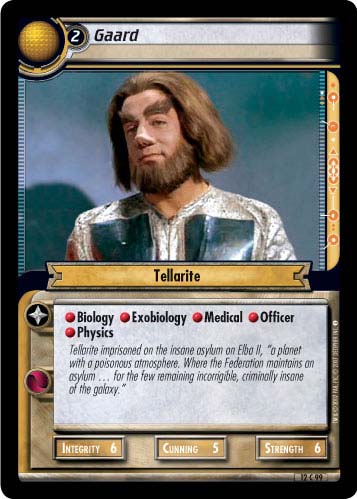 2 Gaard
Tellarite
Biology Exobiology Medical Officer
Physics
Tellarite imprisoned on the insane asylum on Elba II, "a planet
with a poisonous atmosphere. Where the Federation maintains an
asylum … for the few remaining incorrigible, criminally insane
of the galaxy."
INTEGRITY 6 CUNNING 5 STRENGTH 6
12 C 99